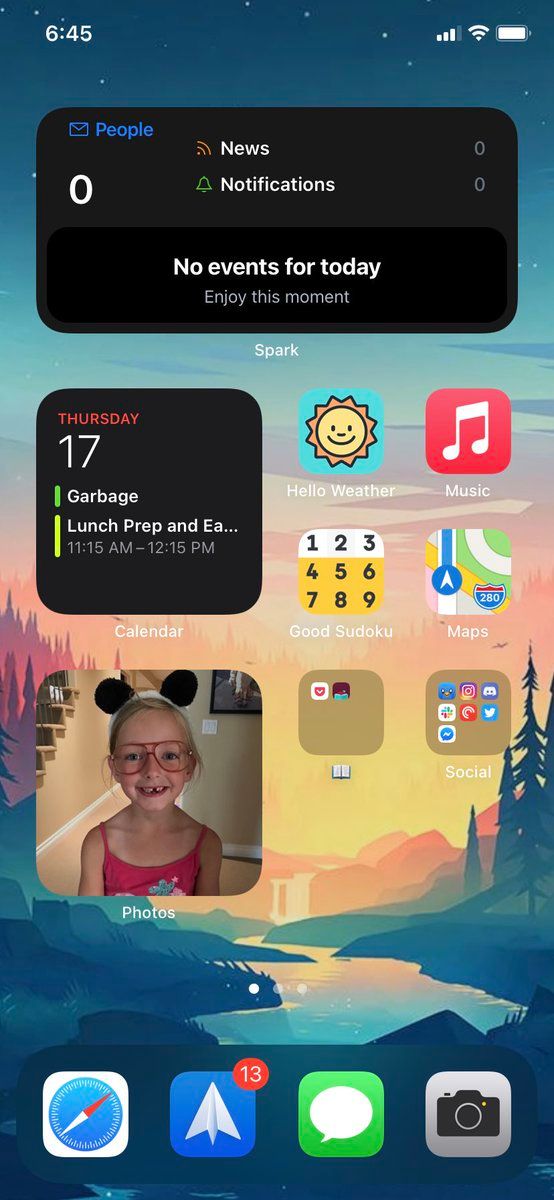 6:45
People
0
News 0
Notifications 0
No events for today
Enjoy this moment
Spark
THURSDAY
17
Garbage
Lunch Prep and Ea...
11:15 AM – 12:15 PM
Calendar
Hello Weather
Music
1 2 3
4 5 6
7 8 9
Good Sudoku
280
Maps
Photos
📖
Social
13